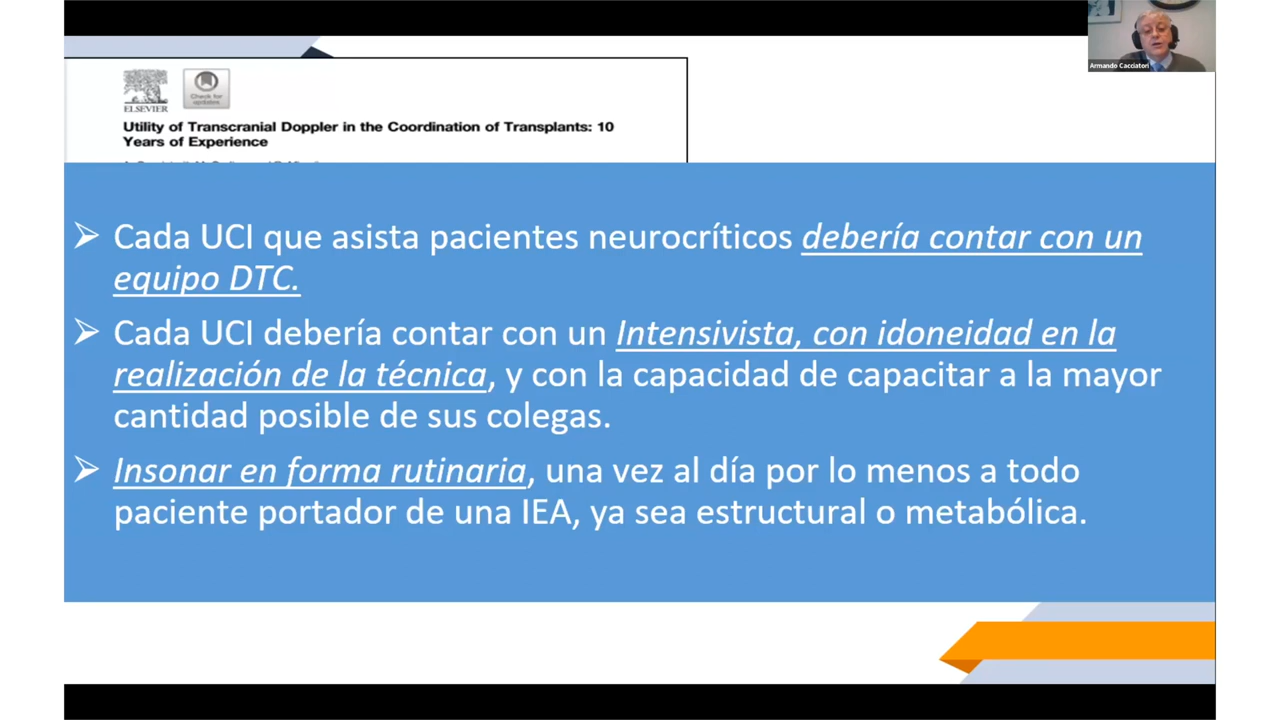 Armando Cacciatori
ELSEVIER
Check for
updates
Utility of Transcranial Doppler in the Coordination of Transplants: 10
Years of Experience
➢ Cada UCI que asista pacientes neurocríticos debería contar con un
equipo DTC.
➢ Cada UCI debería contar con un Intensivista, con idoneidad en la
realización de la técnica, y con la capacidad de capacitar a la mayor
cantidad posible de sus colegas.
➢ Insonar en forma rutinaria, una vez al día por lo menos a todo
paciente portador de una IEA, ya sea estructural o metabólica.